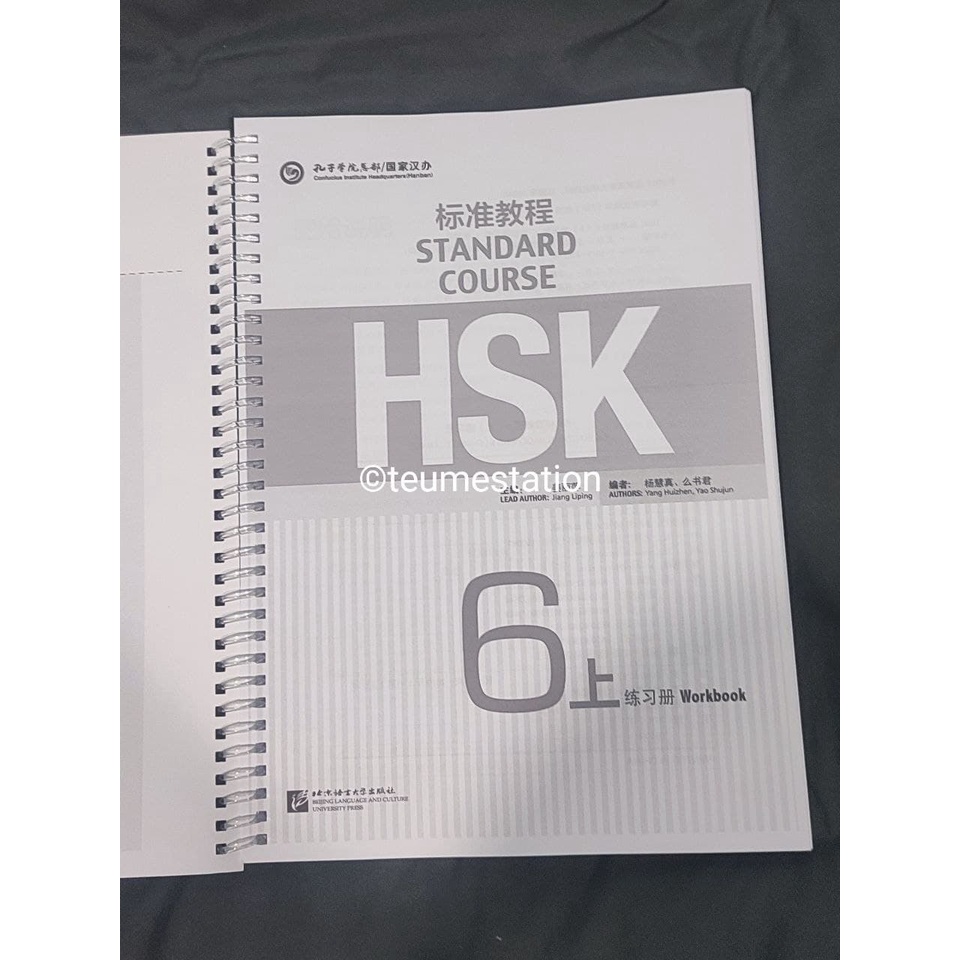 孔子学院总部/国家汉办
Confucius Institute Headquarters(Hanban)
标准教程
STANDARD
COURSE
HSK
©teumestation
LEAD AUTHOR: Jiang Liping
编者: 杨慧真、么书君
AUTHORS: Yang Huizhen, Yao Shujun
6上 练习册 Workbook
北京语言大学出版社
BEIJING LANGUAGE AND CULTURE
UNIVERSITY PRESS